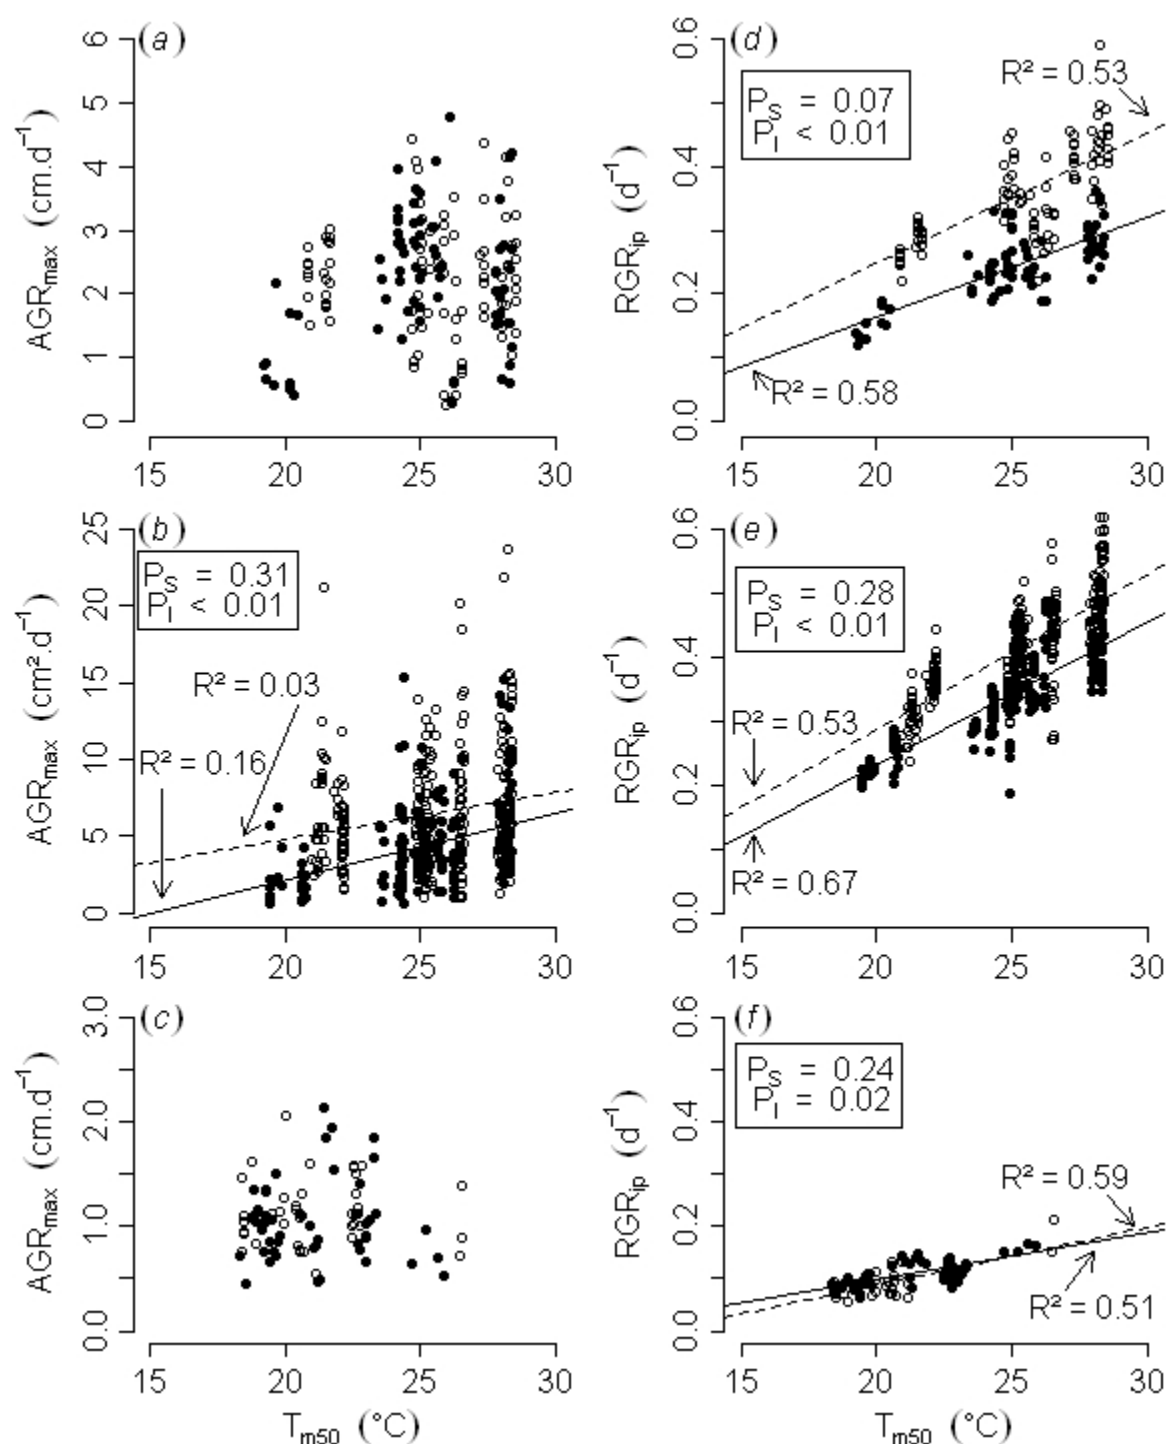 (a)
AGRmax (cm.d⁻¹)
6
5
4
3
2
1
0
15 20 25 30
(d)
RGRip (d⁻¹)
0.6
0.4
0.2
0.0
PS = 0.07
PI < 0.01
R² = 0.53
R² = 0.58
15 20 25 30
(b)
AGRmax (cm².d⁻¹)
25
20
15
10
5
0
PS = 0.31
PI < 0.01
R² = 0.03
R² = 0.16
15 20 25 30
(e)
RGRip (d⁻¹)
0.6
0.4
0.2
0.0
PS = 0.28
PI < 0.01
R² = 0.53
R² = 0.67
15 20 25 30
(c)
AGRmax (cm.d⁻¹)
3.0
2.0
1.0
0.0
15 20 25 30
Tm50 (°C)
(f)
RGRip (d⁻¹)
0.6
0.4
0.2
0.0
PS = 0.24
PI = 0.02
R² = 0.59
R² = 0.51
15 20 25 30
Tm50 (°C)